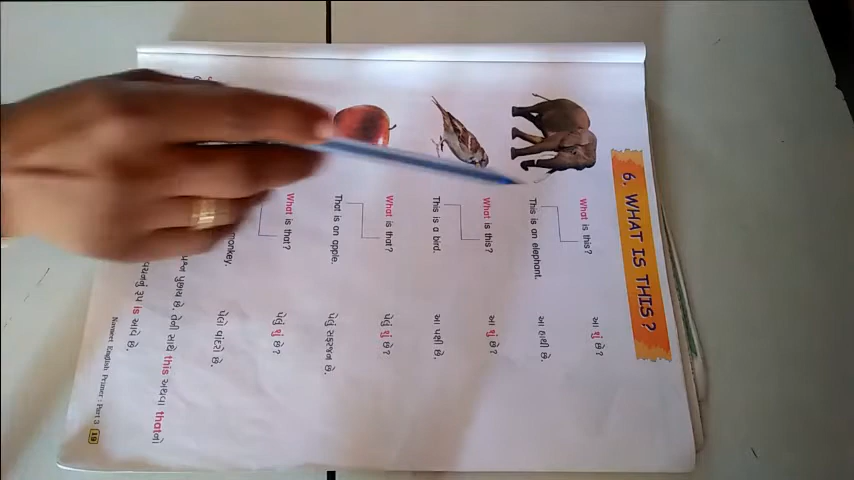 6. WHAT IS THIS ?
What is this?
આ શું છે?
This is an elephant.
આ હાથી છે.
What is this?
આ શું છે?
This is a bird.
આ પક્ષી છે.
What is that?
પેલું શું છે?
That is an apple.
પેલું સફરજન છે.
What is that?
પેલું શું છે?
monkey.
પેલો વાંદરો છે.
પુછાય છે, તેની સાથે this અથવા thatનો
વચનનું રૂપ is આવે છે.
Navneet English Primer : Part 3 19